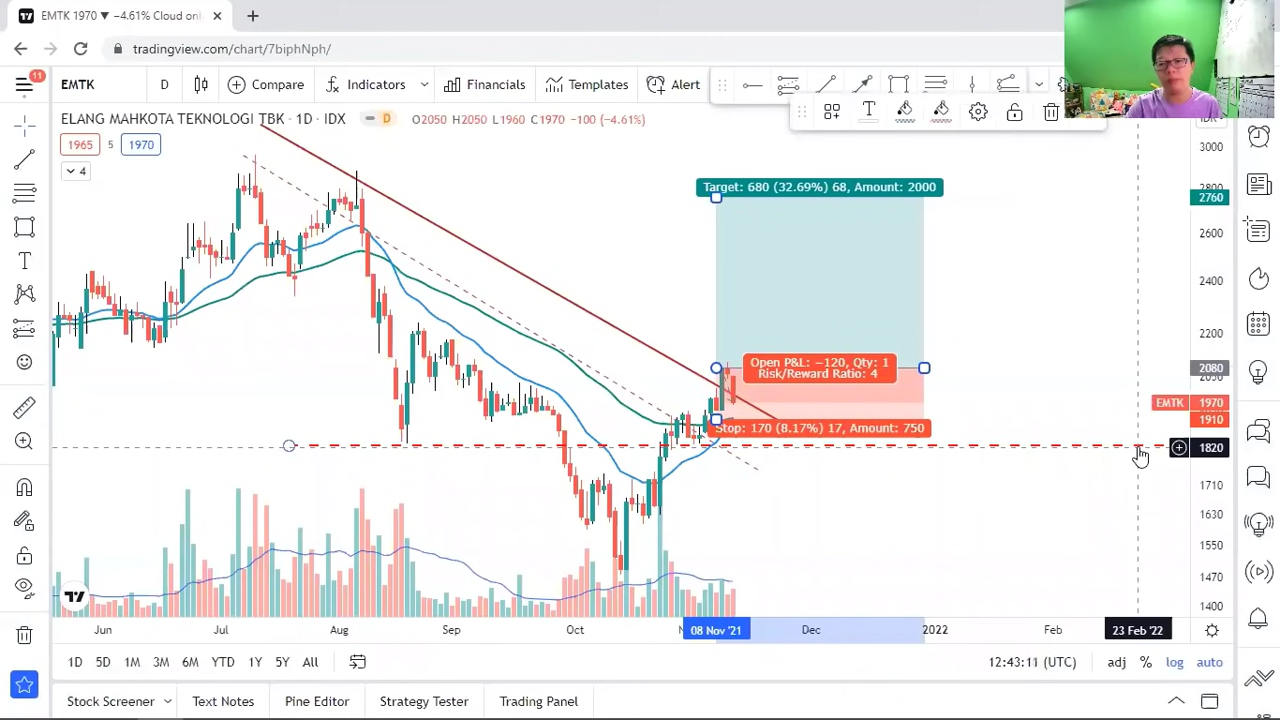 EMTK 1970 ▼ −4.61% Cloud on
tradingview.com/chart/7biphNph/
11
EMTK D Compare Indicators Financials Templates Alert
ELANG MAHKOTA TEKNOLOGI TBK · 1D · IDX D O2050 H2050 L1960 C1970 −100 (−4.61%)
1965 5 1970
4
3000
Target: 680 (32.69%) 68, Amount: 2000
2760
2600
2400
2200
Open P&L: −120, Qty: 1
Risk/Reward Ratio: 4
2080
EMTK 1970
1910
Stop: 170 (8.17%) 17, Amount: 750
1820
1710
1630
1550
1470
1400
Jun Jul Aug Sep Oct 08 Nov '21 Dec 2022 Feb 23 Feb '22
1D 5D 1M 3M 6M YTD 1Y 5Y All 12:43:11 (UTC) adj % log auto
Stock Screener Text Notes Pine Editor Strategy Tester Trading Panel